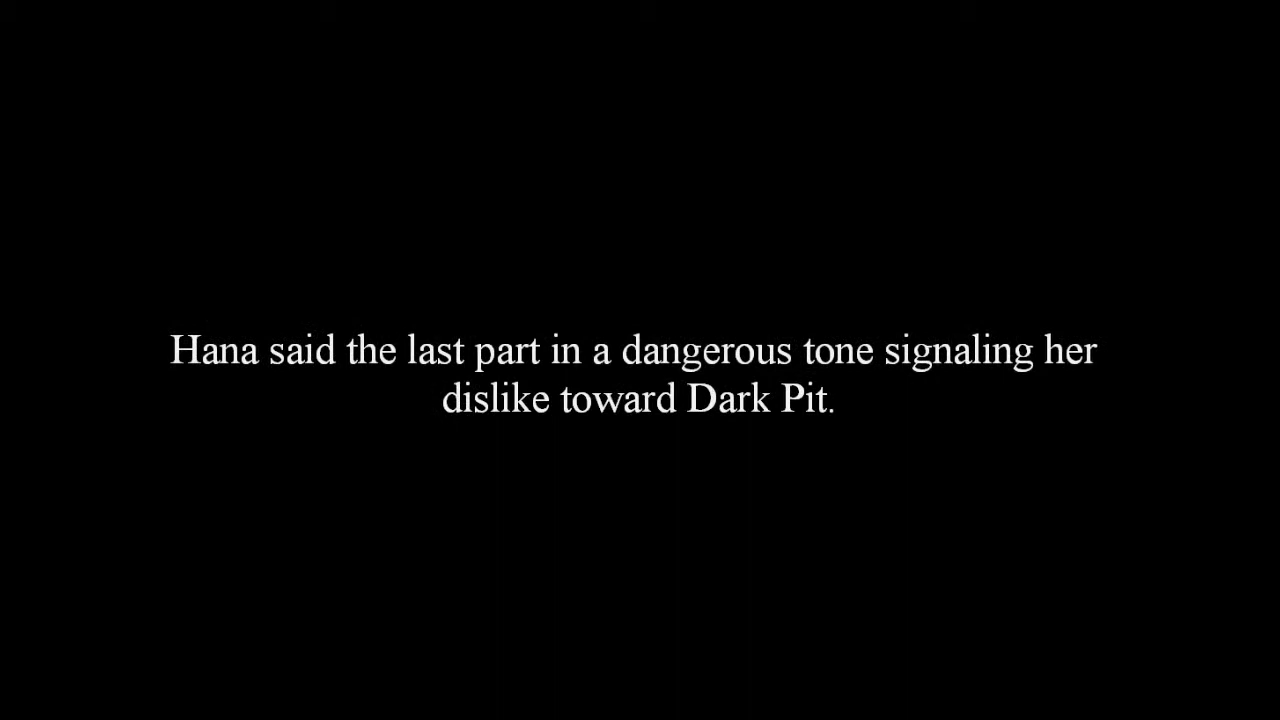 Hana said the last part in a dangerous tone signaling her
dislike toward Dark Pit.